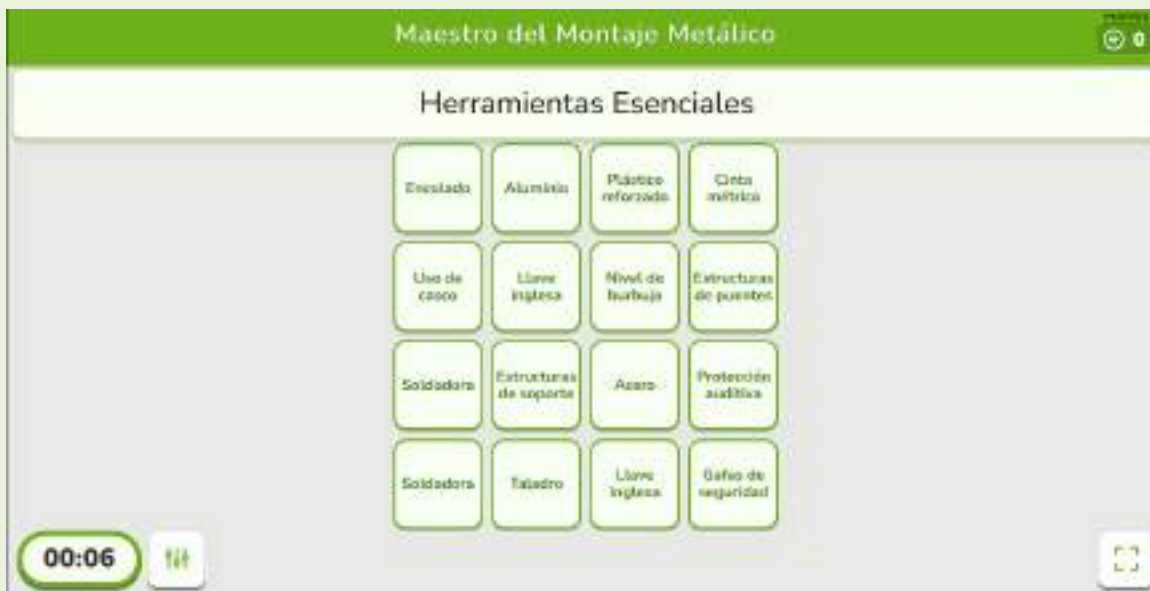 Maestro del Montaje Metálico
0
Herramientas Esenciales
Encolado
Aluminio
Plástico
reforzado
Cinta
métrica
Uso de
casco
Llave
inglesa
Nivel de
burbuja
Estructuras
de puentes
Soldadora
Estructuras
de soporte
Acero
Protección
auditiva
Soldadora
Taladro
Llave
inglesa
Gafas de
seguridad
00:06